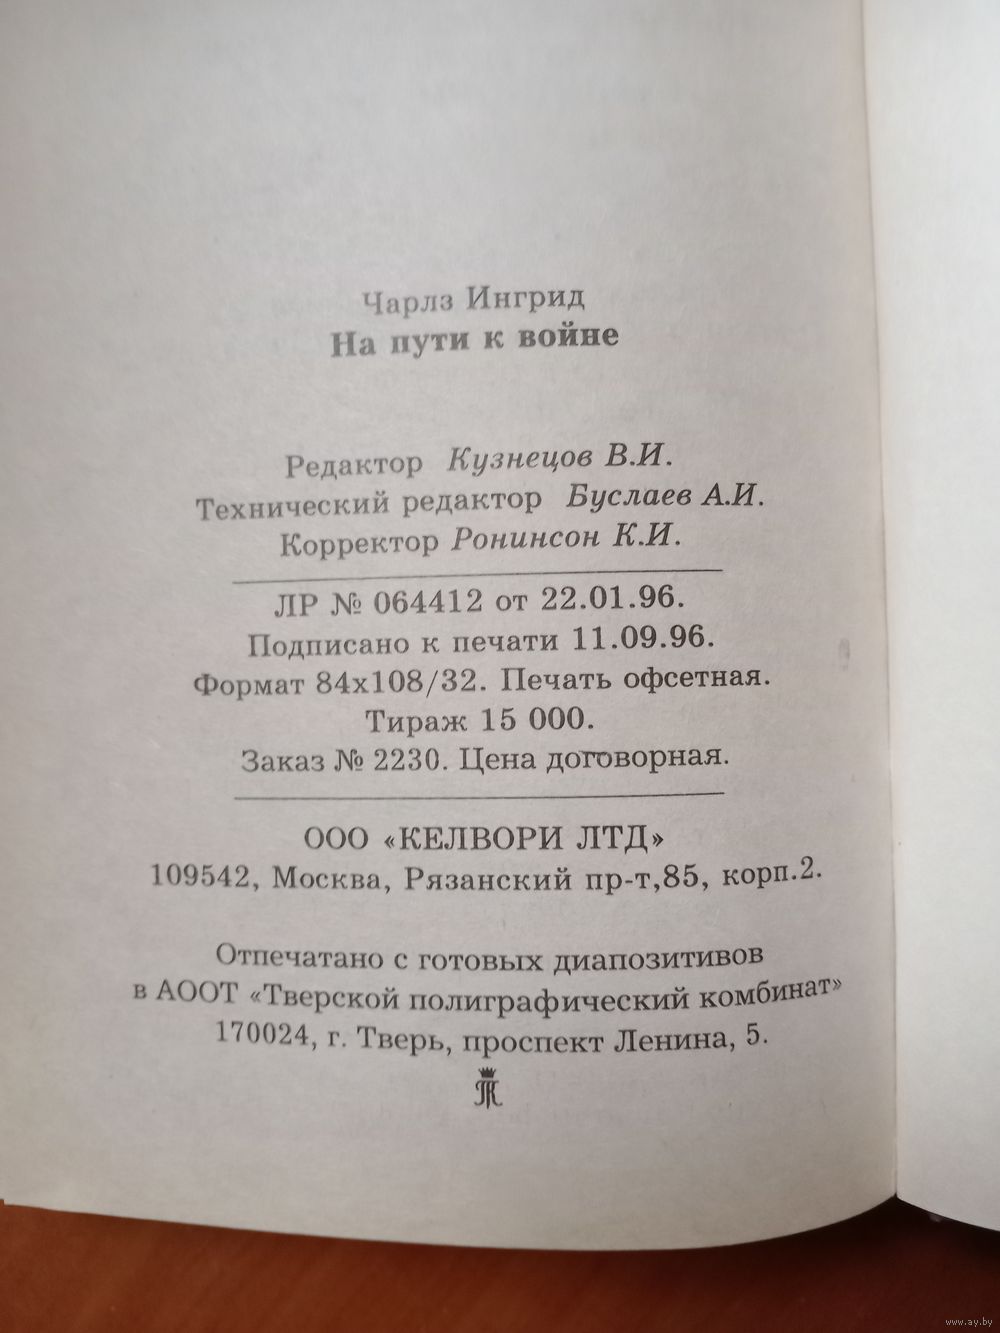 Чарлз Ингрид
На пути к войне
Редактор Кузнецов В.И.
Технический редактор Буслаев А.И.
Корректор Ронинсон К.И.
ЛР № 064412 от 22.01.96.
Подписано к печати 11.09.96.
Формат 84х108/32. Печать офсетная.
Тираж 15 000.
Заказ № 2230. Цена договорная.
ООО «КЕЛВОРИ ЛТД»
109542, Москва, Рязанский пр-т,85, корп.2.
Отпечатано с готовых диапозитивов
в АООТ «Тверской полиграфический комбинат»
170024, г. Тверь, проспект Ленина, 5.
www.ay.by